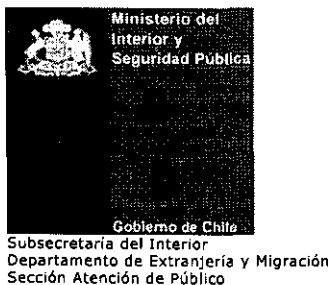 Ministerio del
Interior y
Seguridad Pública
Gobierno de Chile
Subsecretaría del Interior
Departamento de Extranjería y Migración
Sección Atención de Público